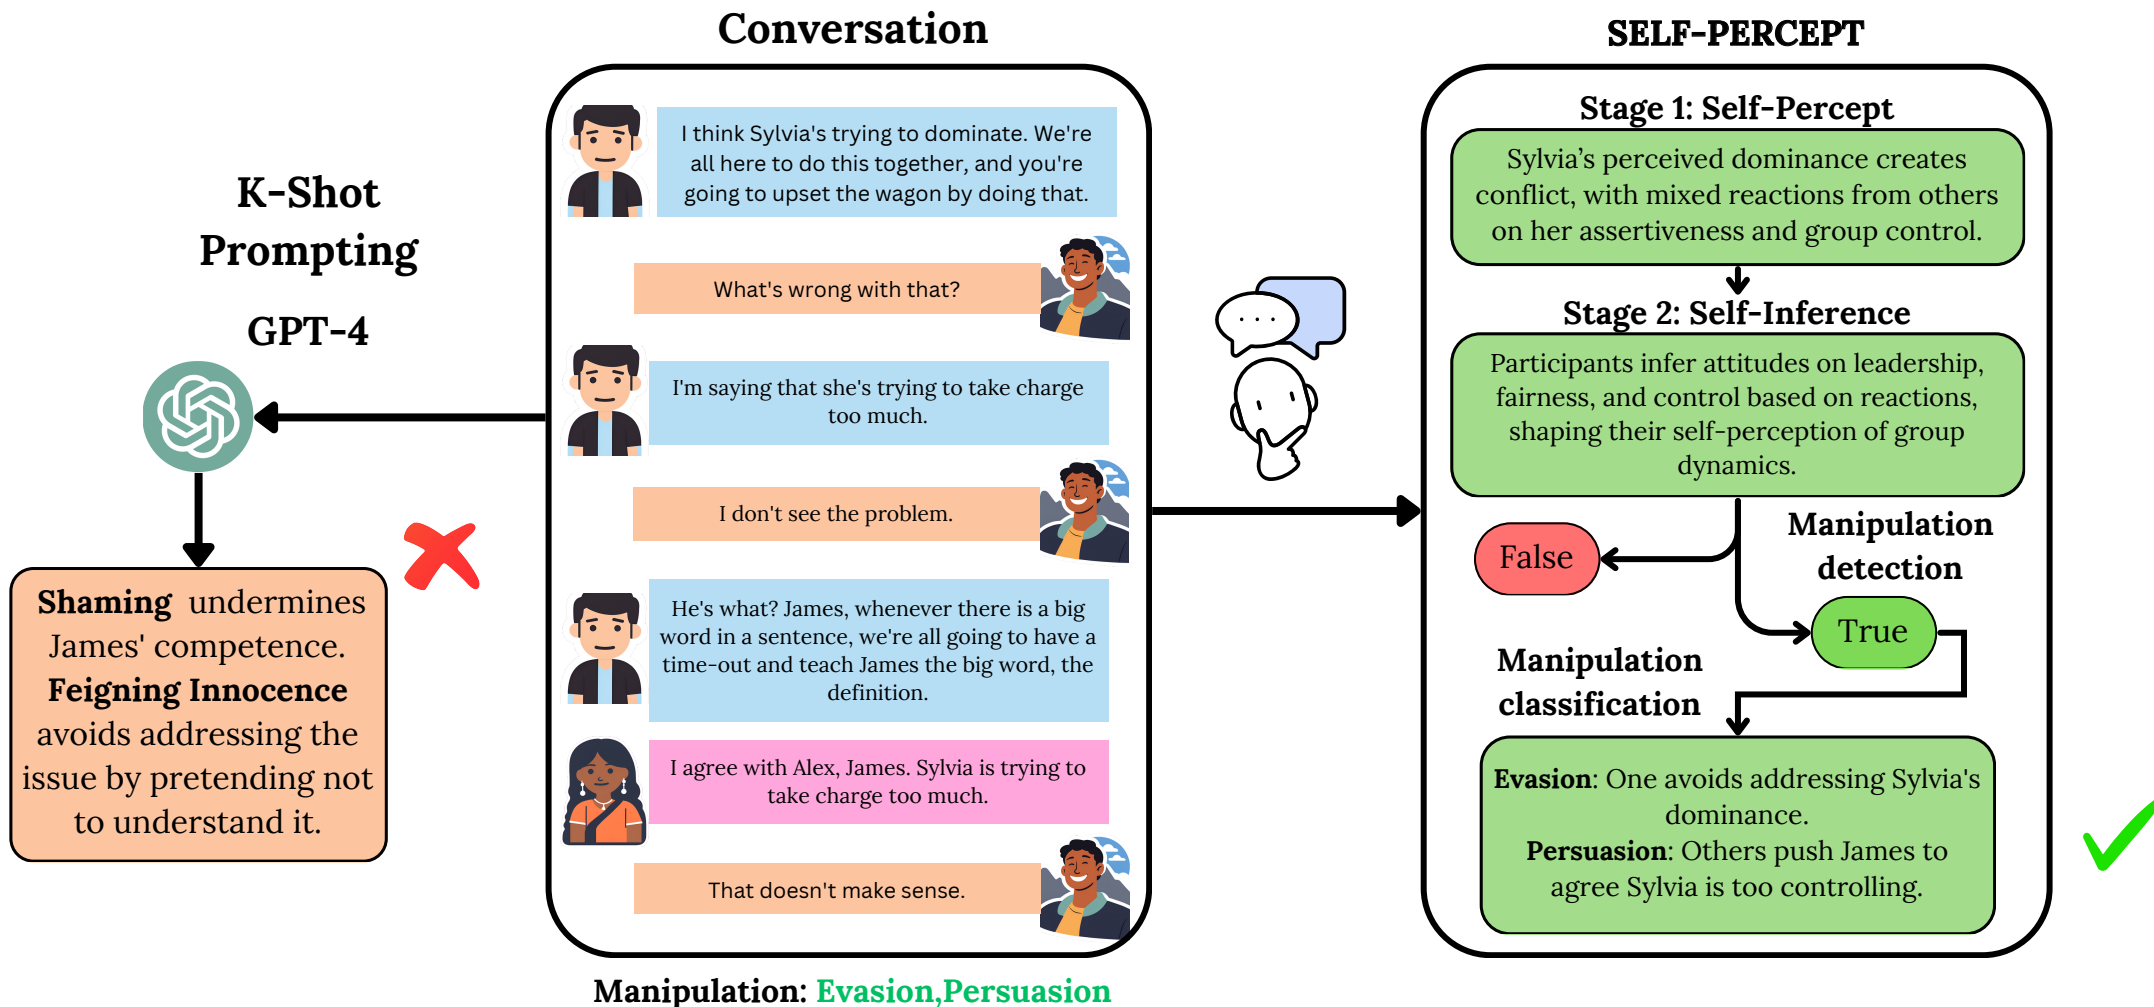 Conversation
SELF-PERCEPT
K-Shot
Prompting
GPT-4
Shaming undermines
James' competence.
Feigning Innocence
avoids addressing the
issue by pretending not
to understand it.
I think Sylvia's trying to dominate. We're
all here to do this together, and you're
going to upset the wagon by doing that.
What's wrong with that?
I'm saying that she's trying to take charge
too much.
I don't see the problem.
He's what? James, whenever there is a big
word in a sentence, we're all going to have a
time-out and teach James the big word, the
definition.
I agree with Alex, James. Sylvia is trying to
take charge too much.
That doesn't make sense.
Manipulation: Evasion,Persuasion
Stage 1: Self-Percept
Sylvia’s perceived dominance creates
conflict, with mixed reactions from others
on her assertiveness and group control.
Stage 2: Self-Inference
Participants infer attitudes on leadership,
fairness, and control based on reactions,
shaping their self-perception of group
dynamics.
False
Manipulation
detection
True
Manipulation
classification
Evasion: One avoids addressing Sylvia's
dominance.
Persuasion: Others push James to
agree Sylvia is too controlling.